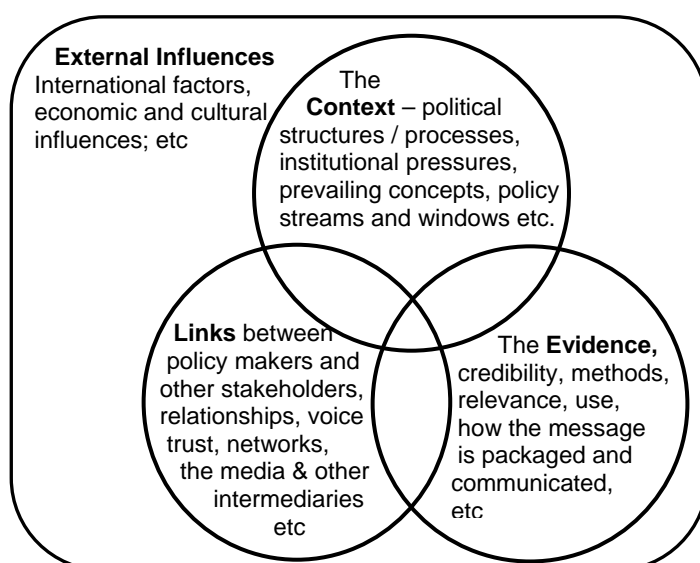 External Influences
International factors,
economic and cultural
influences; etc
The
Context – political
structures / processes,
institutional pressures,
prevailing concepts, policy
streams and windows etc.
Links between
policy makers and
other stakeholders,
relationships, voice
trust, networks,
the media & other
intermediaries
etc
The Evidence,
credibility, methods,
relevance, use,
how the message
is packaged and
communicated,
etc